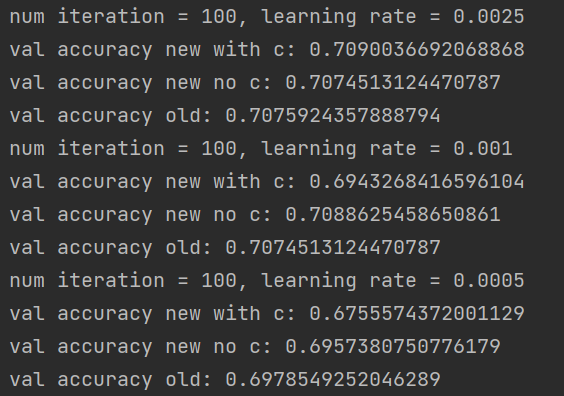 num iteration = 100, learning rate = 0.0025
val accuracy new with c: 0.7090036692068868
val accuracy new no c: 0.7074513124470787
val accuracy old: 0.7075924357888794
num iteration = 100, learning rate = 0.001
val accuracy new with c: 0.6943268416596104
val accuracy new no c: 0.7088625458650861
val accuracy old: 0.7074513124470787
num iteration = 100, learning rate = 0.0005
val accuracy new with c: 0.6755574372001129
val accuracy new no c: 0.6957380750776179
val accuracy old: 0.6978549252046289